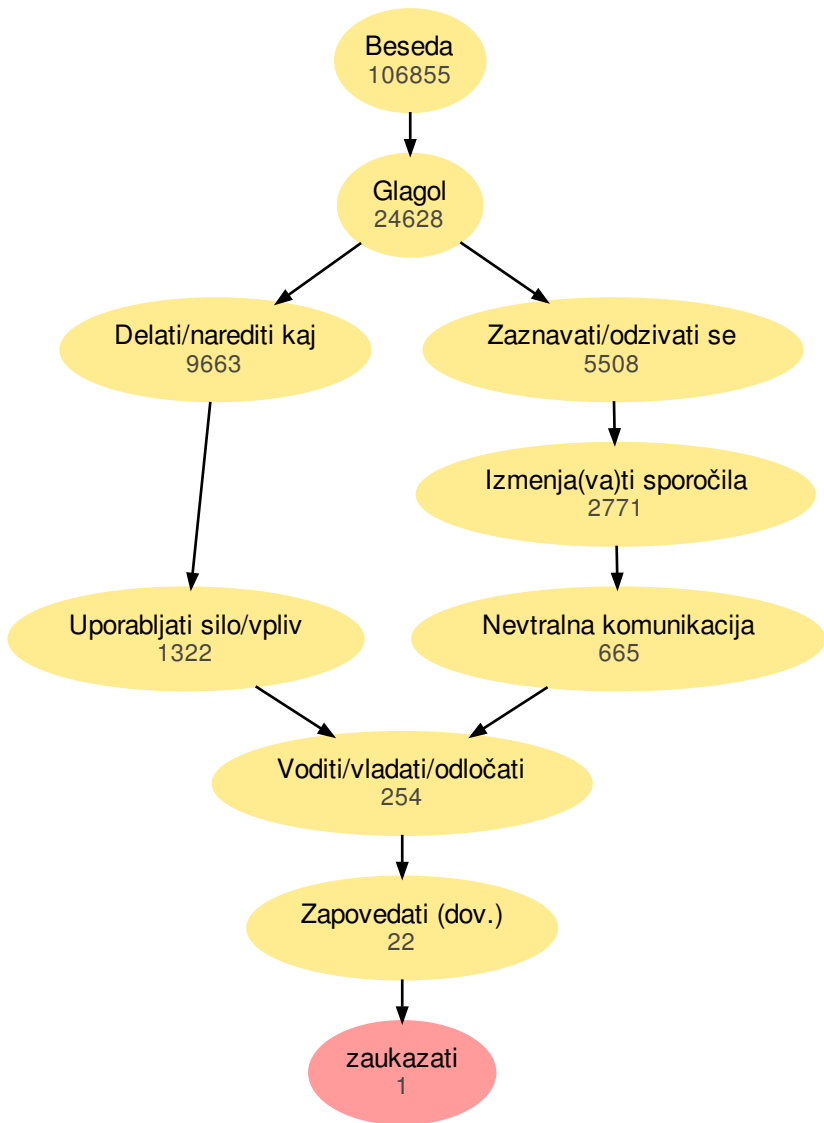 Beseda
106855
Glagol
24628
Delati/narediti kaj
9663
Zaznavati/odzivati se
5508
Izmenja(va)ti sporočila
2771
Uporabljati silo/vpliv
1322
Nevtralna komunikacija
665
Voditi/vladati/odločati
254
Zapovedati (dov.)
22
zaukazati
1